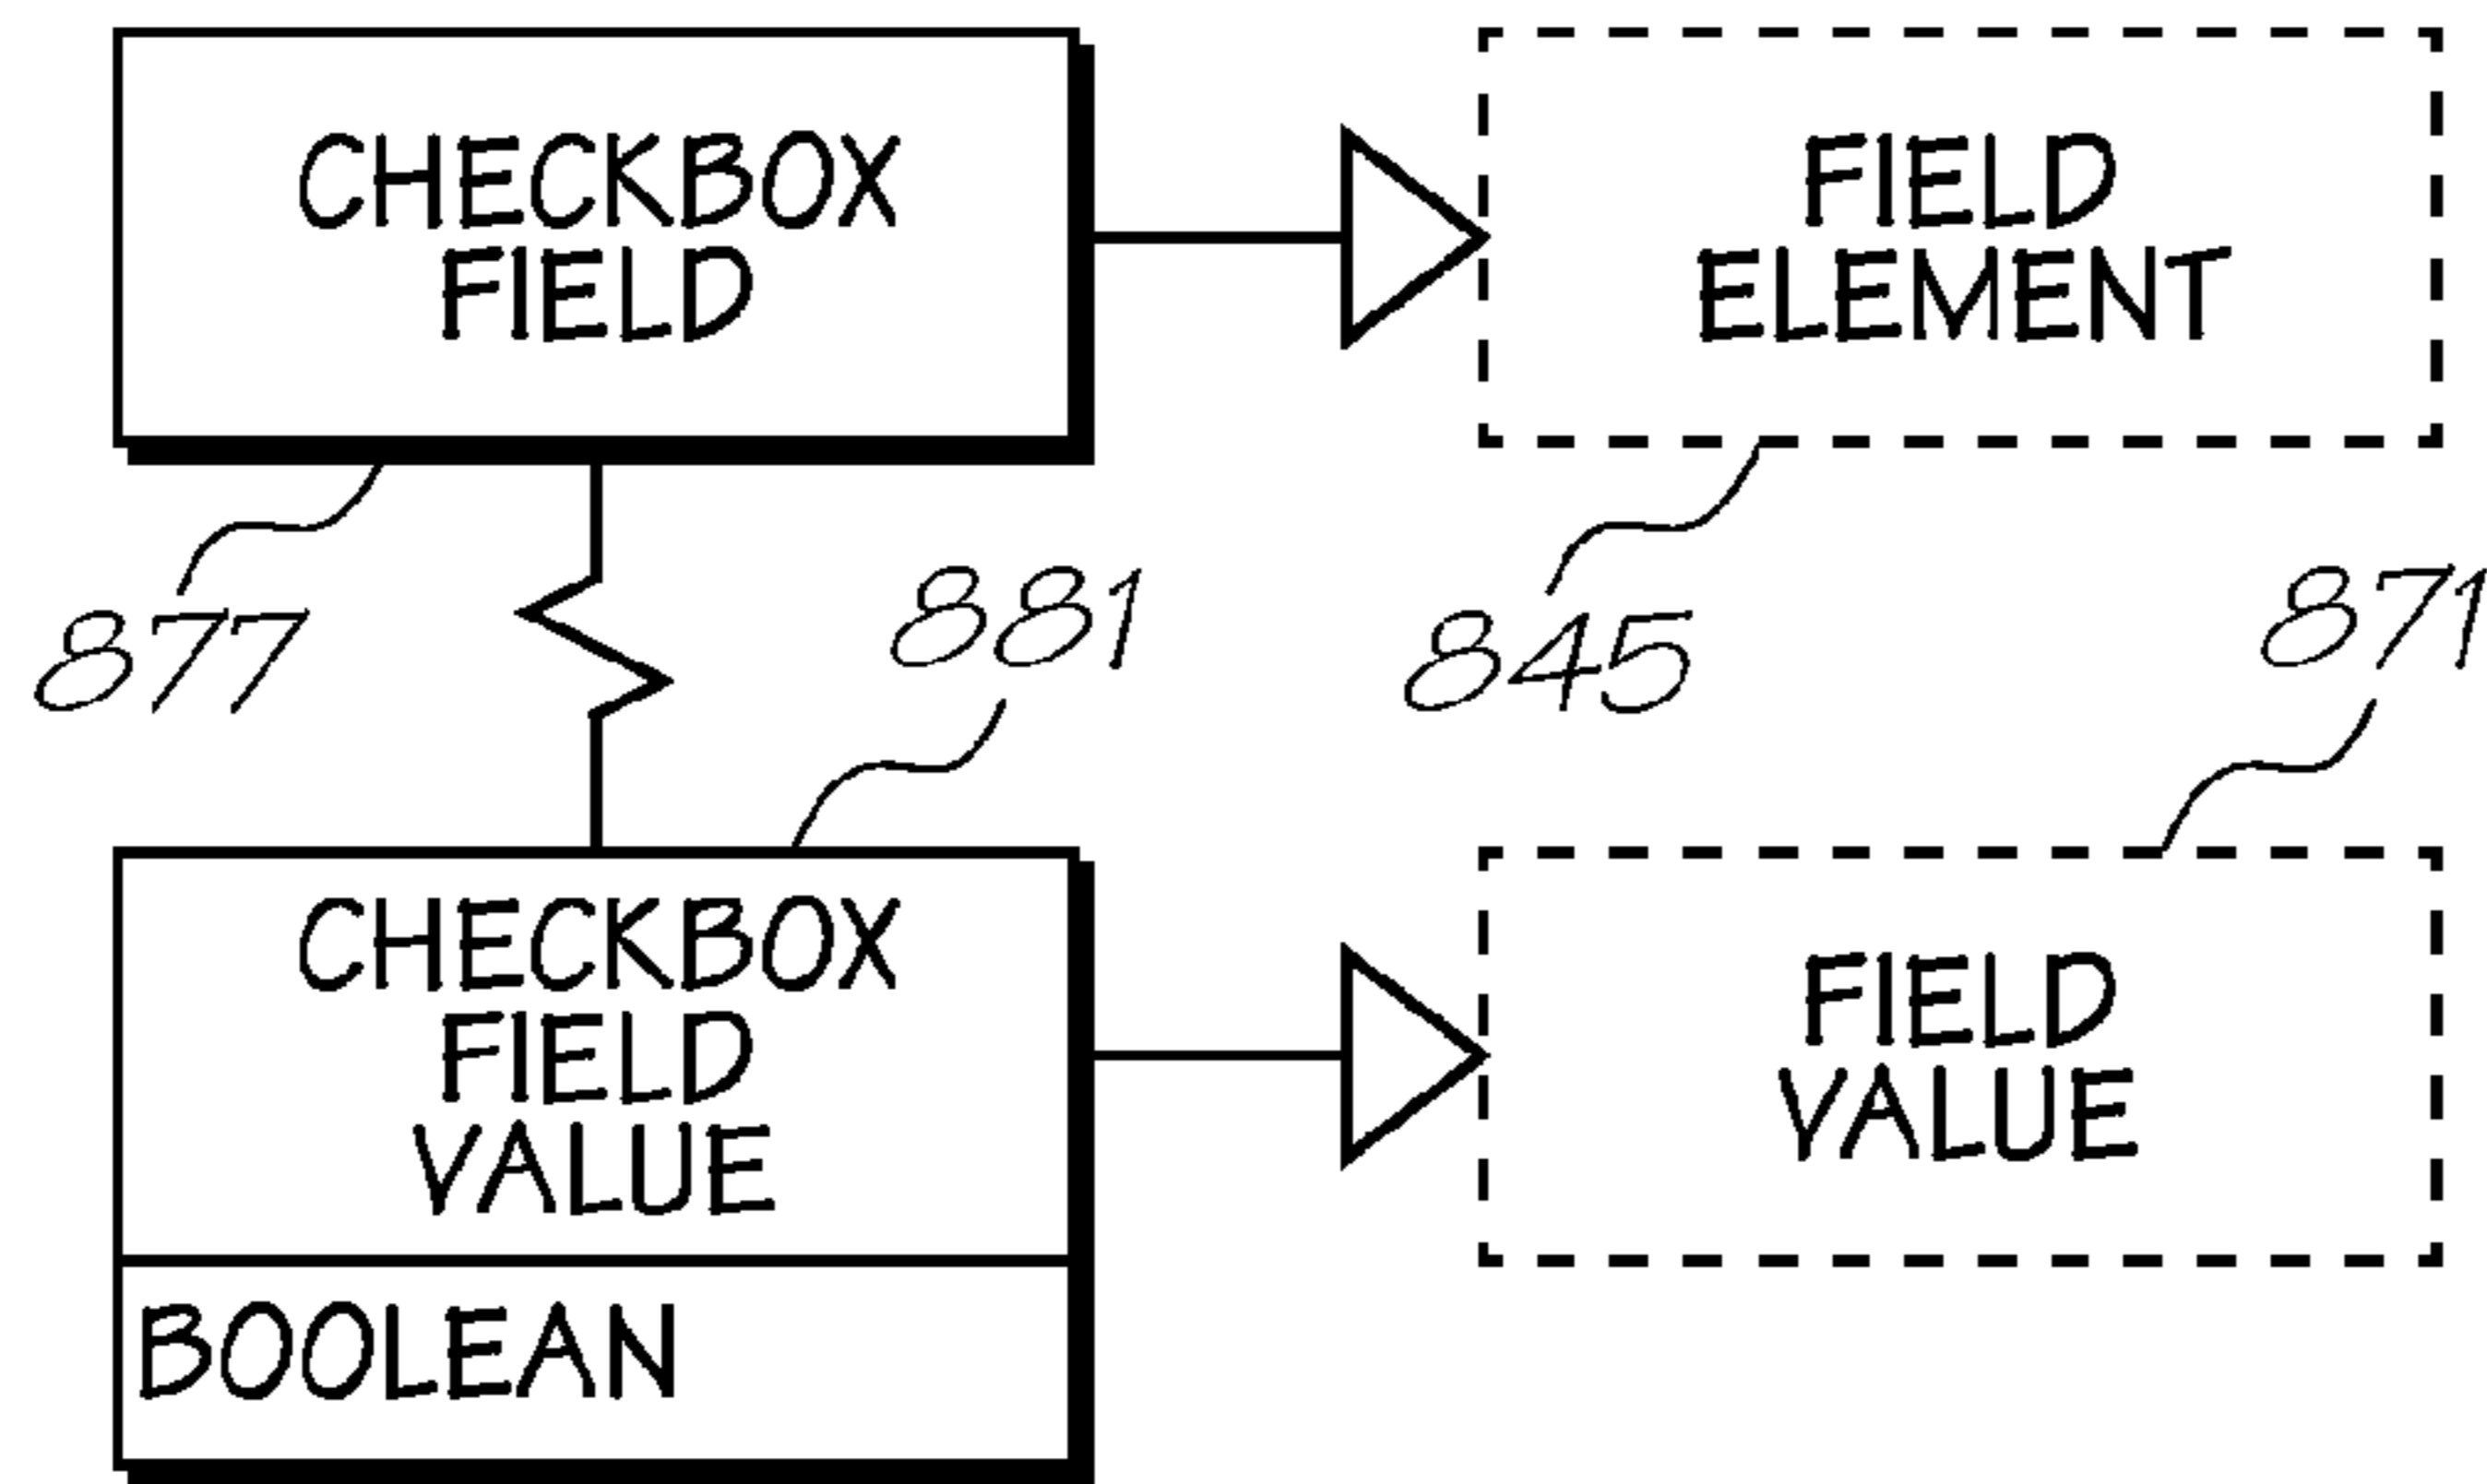 CHECKBOX
FIELD
FIELD
ELEMENT
877
881
845
871
CHECKBOX
FIELD
VALUE
BOOLEAN
FIELD
VALUE